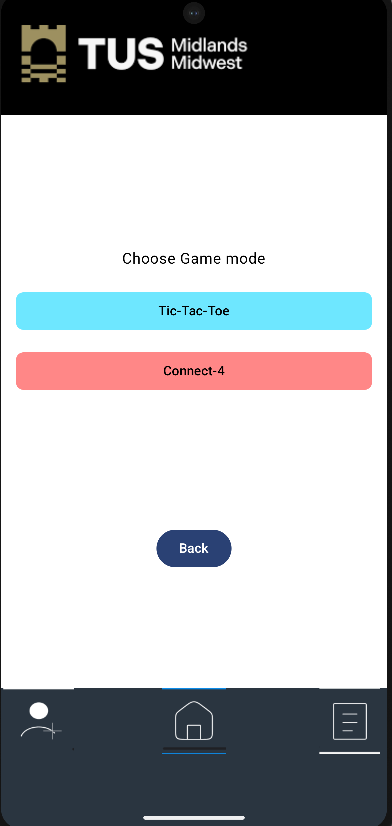 TUS Midlands
Midwest
Choose Game mode
Tic-Tac-Toe
Connect-4
Back